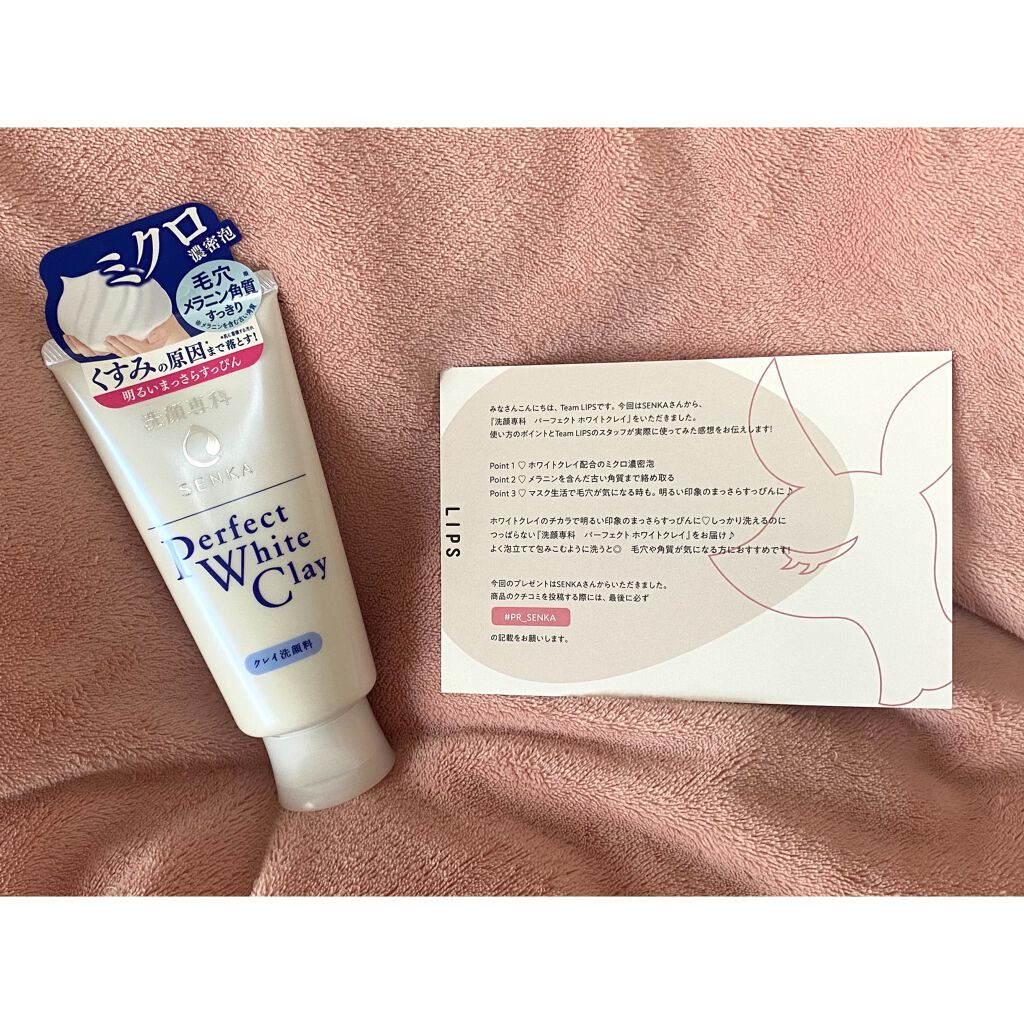 ミクロ
濃密泡
毛穴※
メラニン角質
すっきり
※メラニンを含む古い角質
くすみの原因*まで落とす!
明るいまっさらすっぴん
洗顔専科
SENKA
Perfect
White
Clay
クレイ洗顔料
みなさんこんにちは、Team LIPSです。今回はSENKAさんから、
『洗顔専科 パーフェクト ホワイトクレイ』をいただきました。
使い方のポイントとTeam LIPSのスタッフが実際に使ってみた感想をお伝えします!
Point 1 ♡ ホワイトクレイ配合のミクロ濃密泡
Point 2 ♡ メラニンを含んだ古い角質まで絡め取る
Point 3 ♡ マスク生活で毛穴が気になる時も。明るい印象のまっさらすっぴんに♪
ホワイトクレイのチカラで明るい印象のまっさらすっぴんに♡しっかり洗えるのに
つっぱらない『洗顔専科 パーフェクト ホワイトクレイ』をお届け♪
よく泡立てて包みこむように洗うと◎ 毛穴や角質が気になる方におすすめです!
今回のプレゼントはSENKAさんからいただきました。
商品のクチコミを投稿する際には、最後に必ず
#PR_SENKA
の記載をお願いします。
LIPS